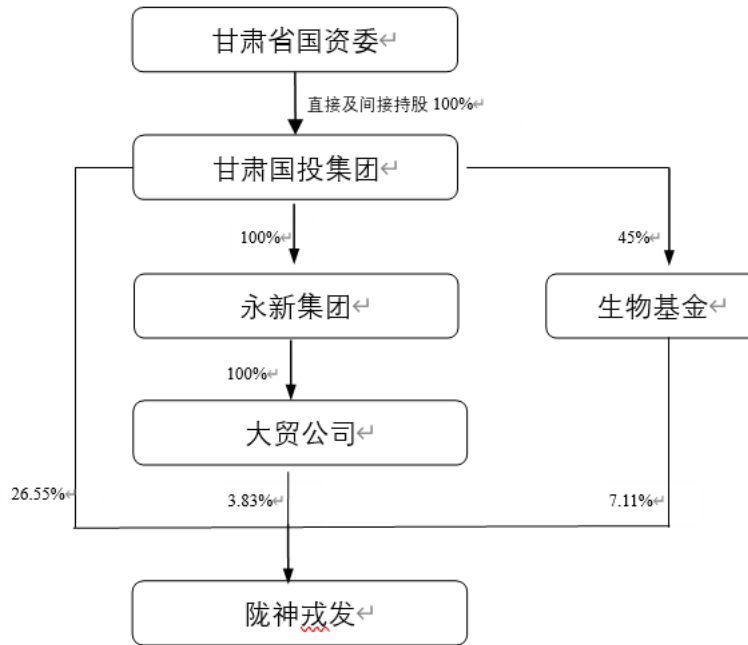 甘肃省国资委
直接及间接持股 100%
甘肃国投集团
100%
45%
永新集团
生物基金
100%
大贸公司
26.55%
3.83%
7.11%
陇神戎发